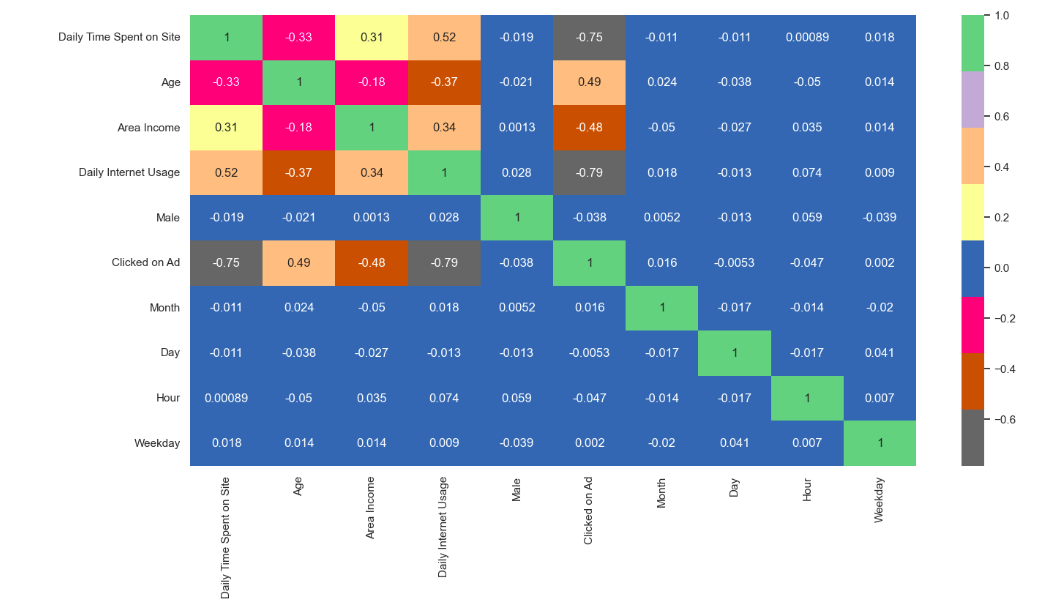 Daily Time Spent on Site 1 -0.33 0.31 0.52 -0.019 -0.75 -0.011 -0.011 0.00089 0.018
Age -0.33 1 -0.18 -0.37 -0.021 0.49 0.024 -0.038 -0.05 0.014
Area Income 0.31 -0.18 1 0.34 0.0013 -0.48 -0.05 -0.027 0.035 0.014
Daily Internet Usage 0.52 -0.37 0.34 1 0.028 -0.79 0.018 -0.013 0.074 0.009
Male -0.019 -0.021 0.0013 0.028 1 -0.038 0.0052 -0.013 0.059 -0.039
Clicked on Ad -0.75 0.49 -0.48 -0.79 -0.038 1 0.016 -0.0053 -0.047 0.002
Month -0.011 0.024 -0.05 0.018 0.0052 0.016 1 -0.017 -0.014 -0.02
Day -0.011 -0.038 -0.027 -0.013 -0.013 -0.0053 -0.017 1 -0.017 0.041
Hour 0.00089 -0.05 0.035 0.074 0.059 -0.047 -0.014 -0.017 1 0.007
Weekday 0.018 0.014 0.014 0.009 -0.039 0.002 -0.02 0.041 0.007 1
Daily Time Spent on Site
Age
Area Income
Daily Internet Usage
Male
Clicked on Ad
Month
Day
Hour
Weekday
1.0
0.8
0.6
0.4
0.2
0.0
−0.2
−0.4
−0.6